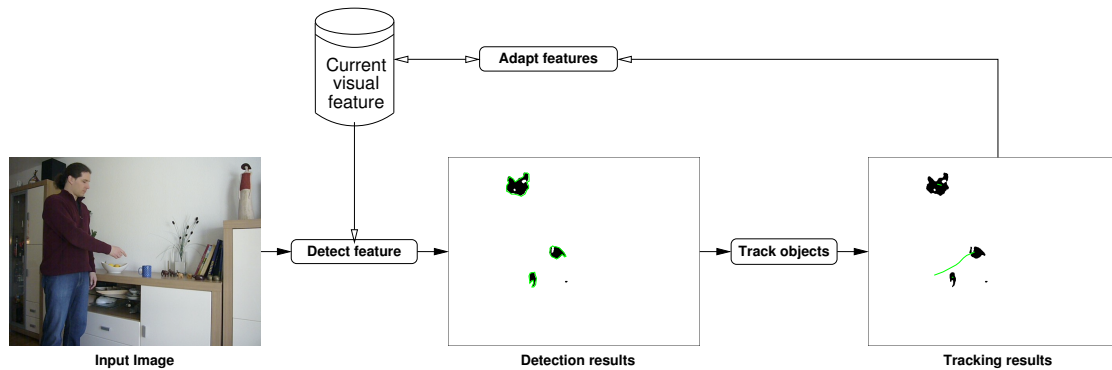 Current
visual
feature
Adapt features
Detect feature
Track objects
Input Image
Detection results
Tracking results